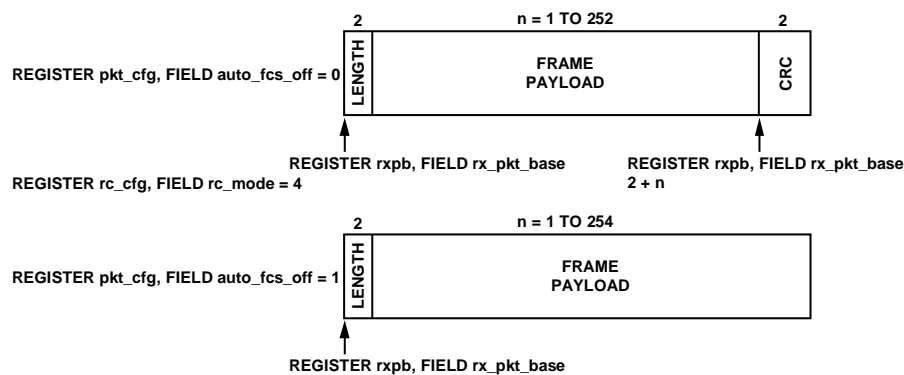 2
n = 1 TO 252
2
REGISTER pkt_cfg, FIELD auto_fcs_off = 0
LENGTH
FRAME
PAYLOAD
CRC
REGISTER rxpb, FIELD rx_pkt_base
REGISTER rxpb, FIELD rx_pkt_base
2 + n
REGISTER rc_cfg, FIELD rc_mode = 4
2
n = 1 TO 254
REGISTER pkt_cfg, FIELD auto_fcs_off = 1
LENGTH
FRAME
PAYLOAD
REGISTER rxpb, FIELD rx_pkt_base